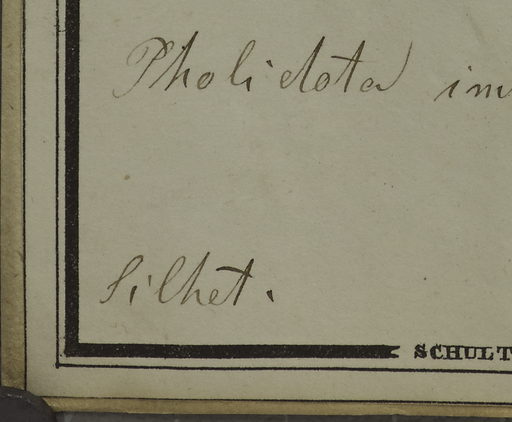 Pholidota im
Silhet.
SCHULT